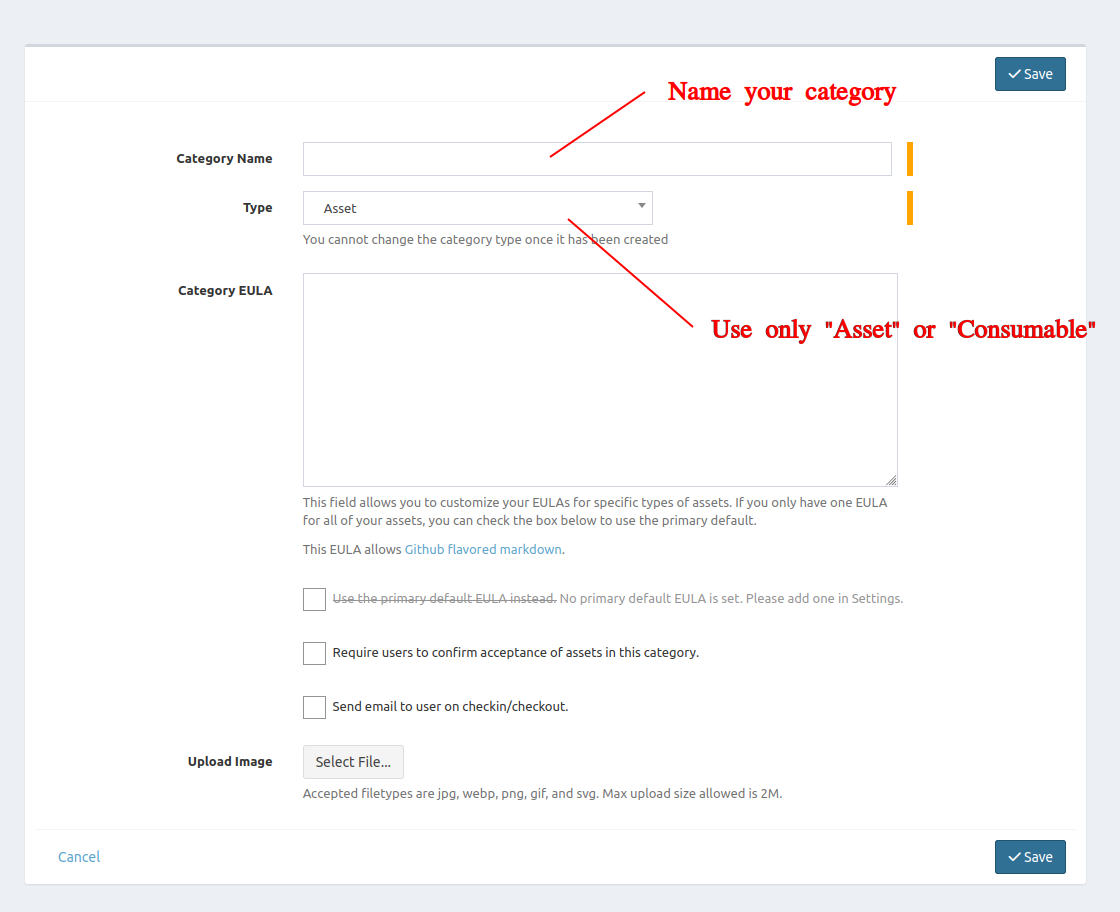 Save
Name your category
Category Name
Type
Asset
You cannot change the category type once it has been created
Category EULA
Use only "Asset" or "Consumable"
This field allows you to customize your EULAs for specific types of assets. If you only have one EULA
for all of your assets, you can check the box below to use the primary default.
This EULA allows Github flavored markdown.
Use the primary default EULA instead. No primary default EULA is set. Please add one in Settings.
Require users to confirm acceptance of assets in this category.
Send email to user on checkin/checkout.
Upload Image
Select File...
Accepted filetypes are jpg, webp, png, gif, and svg. Max upload size allowed is 2M.
Cancel
Save